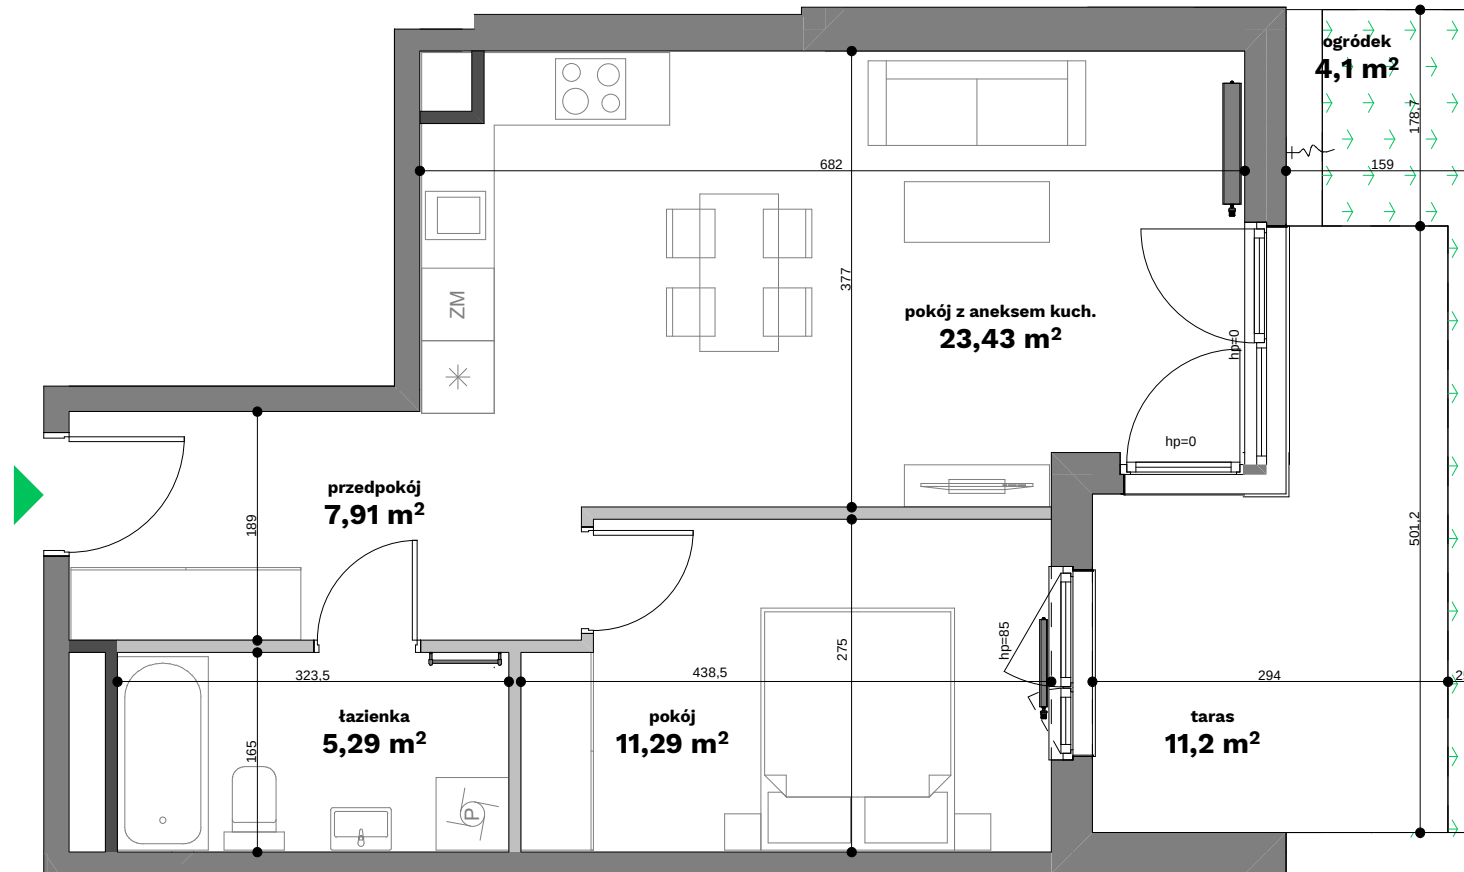 ogródek
4,1 m²
178,7
682
159
377
ZM
pokój z aneksem kuch.
23,43 m²
hp=0
hp=0
przedpokój
7,91 m²
189
501,2
hp=85
275
323,5
438,5
294
łazienka
5,29 m²
pokój
11,29 m²
taras
11,2 m²
165
P